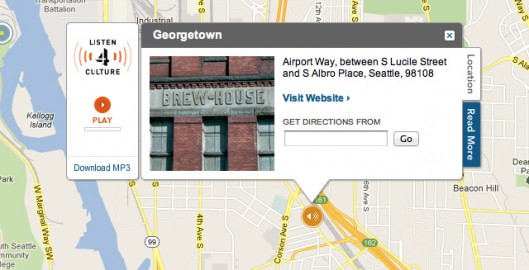 Transportation
Battalion
Industrial
Georgetown
LISTEN
4
CULTURE
PLAY
Download MP3
BREW-HOUSE
Airport Way, between S Lucile Street
and S Albro Place, Seattle, 98108
Visit Website
GET DIRECTIONS FROM
Go
Location
Read More
Kellogg
Island
W Marginal Way SW
Park
South Seattle
Community
College
99
4th Ave S
Corson Ave S
162
161
Beacon Hill